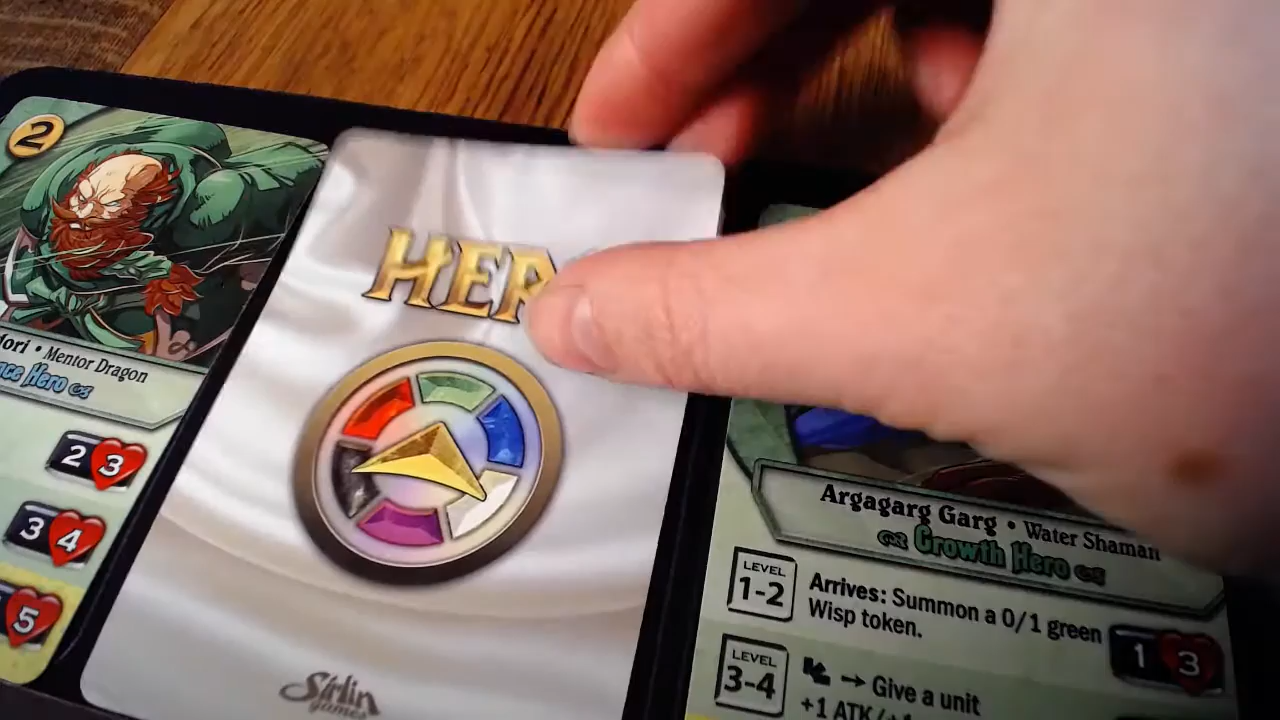 2
Mentor Dragon
Hero
2 3
3 4
5
HER
Sirlin
games
Argagarg Garg • Water Shaman
Growth Hero
LEVEL
1-2
Arrives: Summon a 0/1 green
Wisp token.
1 3
LEVEL
3-4
→ Give a unit
+1 ATK/